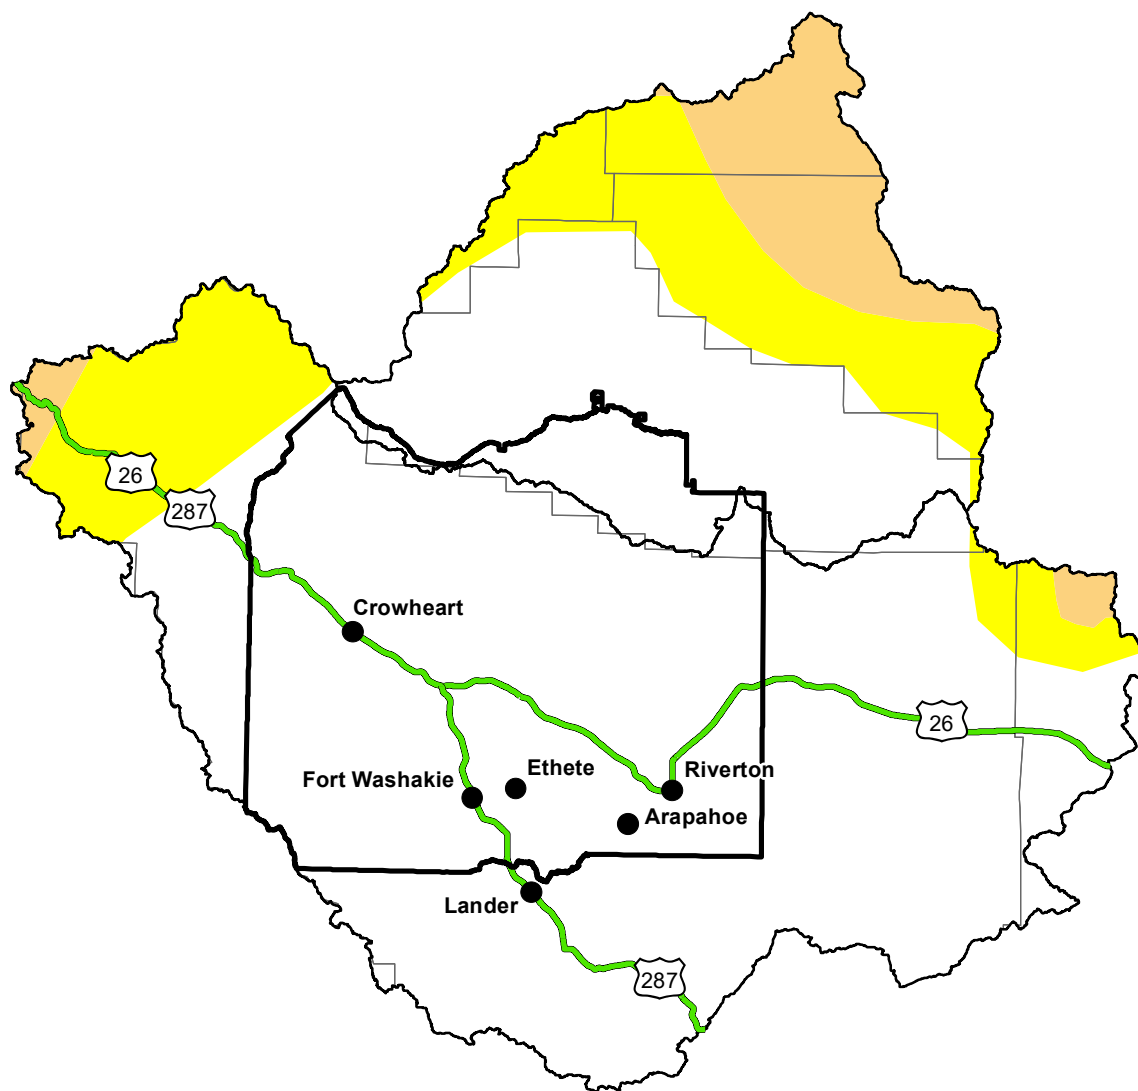 26
287
Crowheart
Fort Washakie
Ethete
Riverton
26
Arapahoe
Lander
287